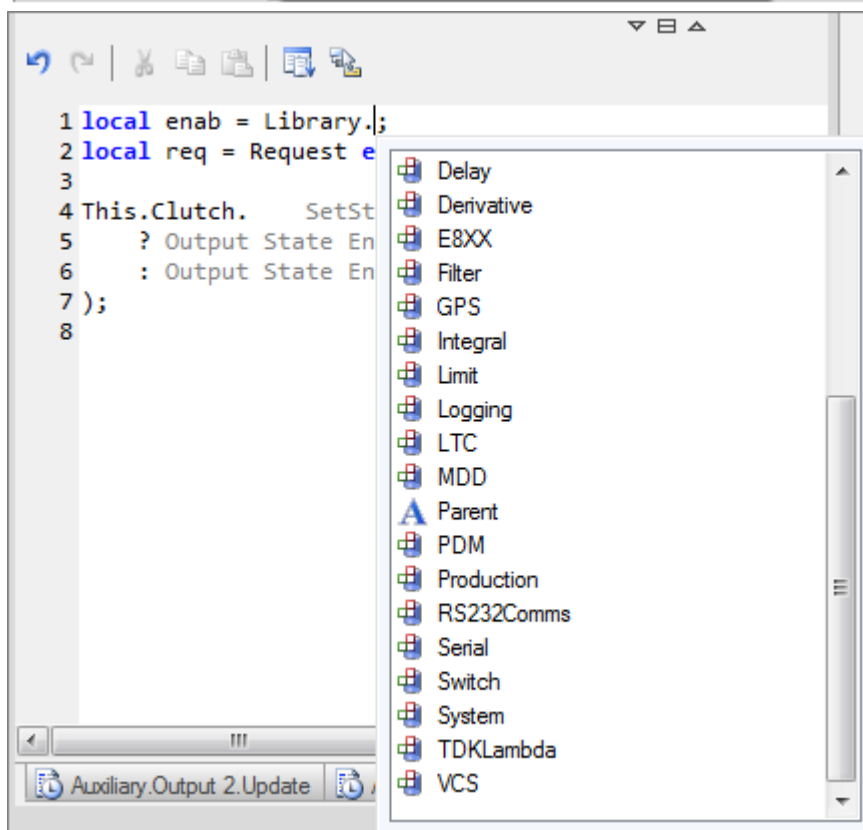 1 local enab = Library.;
2 local req = Request e
3
4 This.Clutch.    SetSt
5     ? Output State En
6     : Output State En
7 );
8
Delay
Derivative
E8XX
Filter
GPS
Integral
Limit
Logging
LTC
MDD
Parent
PDM
Production
RS232Comms
Serial
Switch
System
TDKLambda
VCS
Auxiliary.Output 2.Update